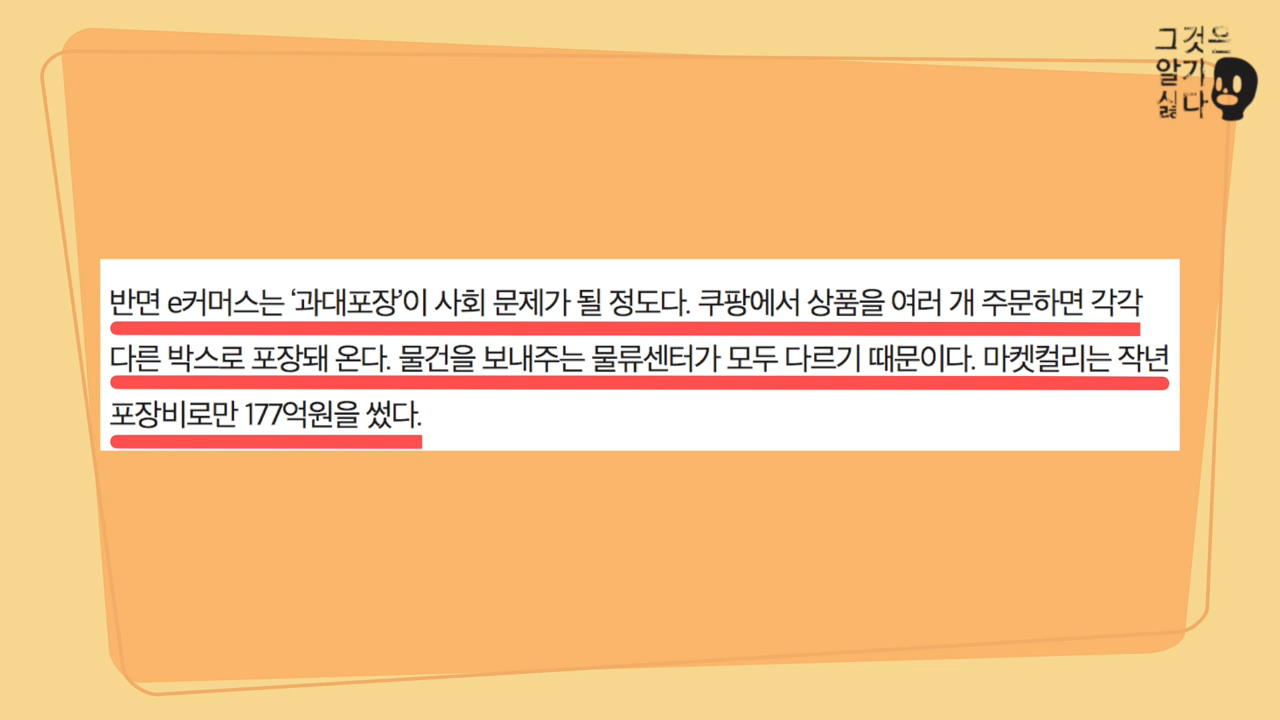 그것은
알기
싫다
반면 e커머스는 ‘과대포장’이 사회 문제가 될 정도다. 쿠팡에서 상품을 여러 개 주문하면 각각
다른 박스로 포장돼 온다. 물건을 보내주는 물류센터가 모두 다르기 때문이다. 마켓컬리는 작년
포장비로만 177억원을 썼다.